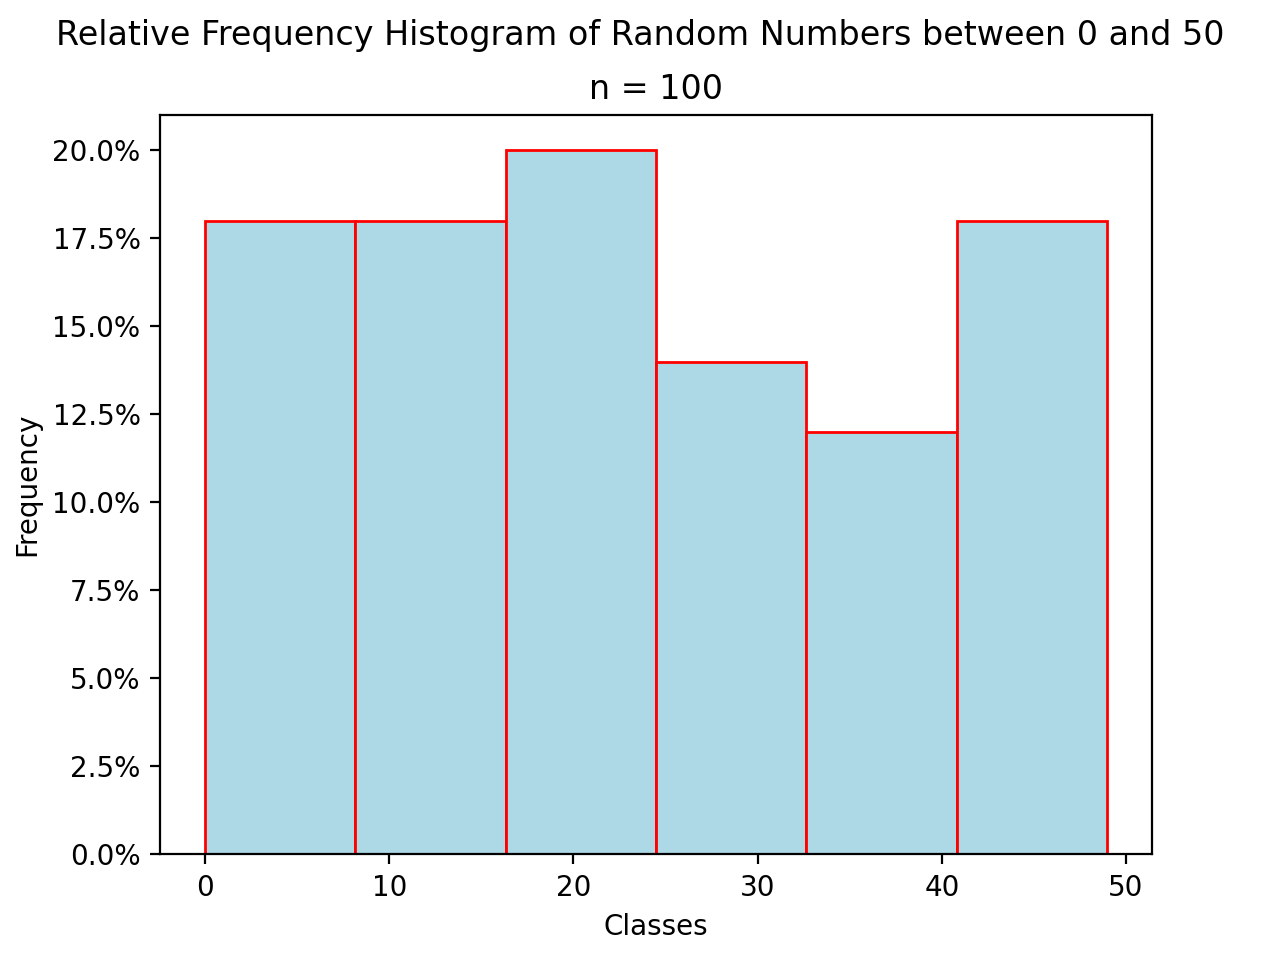 Relative Frequency Histogram of Random Numbers between 0 and 50
n = 100
20.0%
17.5%
15.0%
12.5%
10.0%
7.5%
5.0%
2.5%
0.0%
Frequency
0 10 20 30 40 50
Classes